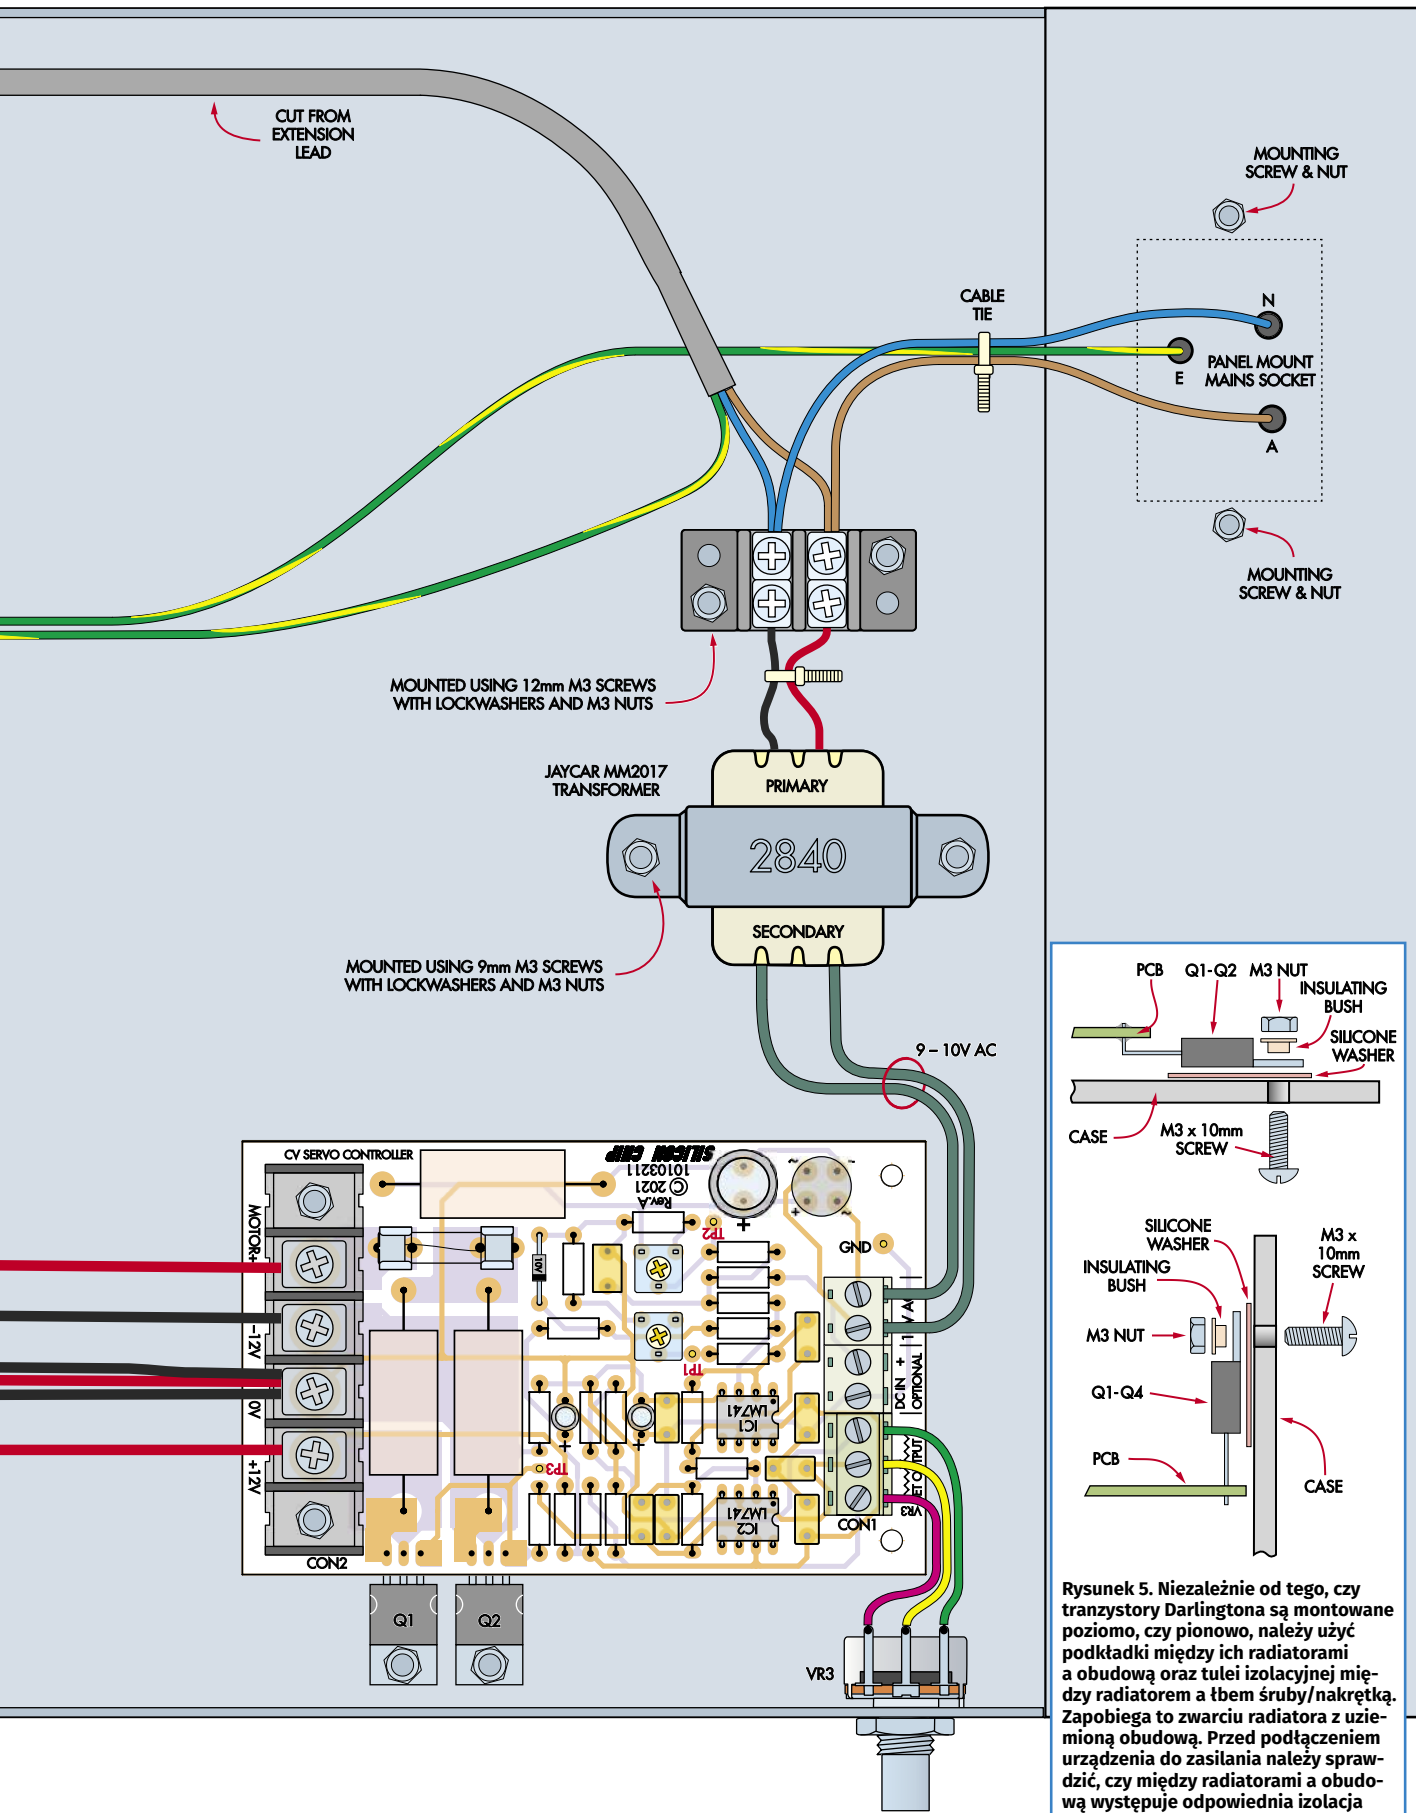 CUT FROM
EXTENSION
LEAD
MOUNTING
SCREW & NUT
CABLE
TIE
N
E
PANEL MOUNT
MAINS SOCKET
A
MOUNTING
SCREW & NUT
MOUNTED USING 12mm M3 SCREWS
WITH LOCKWASHERS AND M3 NUTS
JAYCAR MM2017
TRANSFORMER
PRIMARY
2840
SECONDARY
MOUNTED USING 9mm M3 SCREWS
WITH LOCKWASHERS AND M3 NUTS
9 – 10V AC
CV SERVO CONTROLLER
SILICON CHIP
10103211
© 2021
Rev.A
MOTOR+
–12V
0V
+12V
CON2
10V
TP2
TP1
TP3
GND
+
~
~
+
–
+
+
LM741
IC1
LM741
IC2
DC IN +
OPTIONAL
VR3
CON1
Q1
Q2
VR3
PCB
Q1-Q2
M3 NUT
INSULATING
BUSH
SILICONE
WASHER
CASE
M3 x 10mm
SCREW
SILICONE
WASHER
M3 x
10mm
SCREW
INSULATING
BUSH
M3 NUT
Q1-Q4
PCB
CASE
Rysunek 5. Niezależnie od tego, czy
tranzystory Darlingtona są montowane
poziomo, czy pionowo, należy użyć
podkładki między ich radiatorami
a obudową oraz tulei izolacyjnej mię-
dzy radiatorem a łbem śruby/nakrętką.
Zapobiega to zwarciu radiatora z uzie-
mioną obudową. Przed podłączeniem
urządzenia do zasilania należy spraw-
dzić, czy między radiatorami a obudo-
wą występuje odpowiednia izolacja